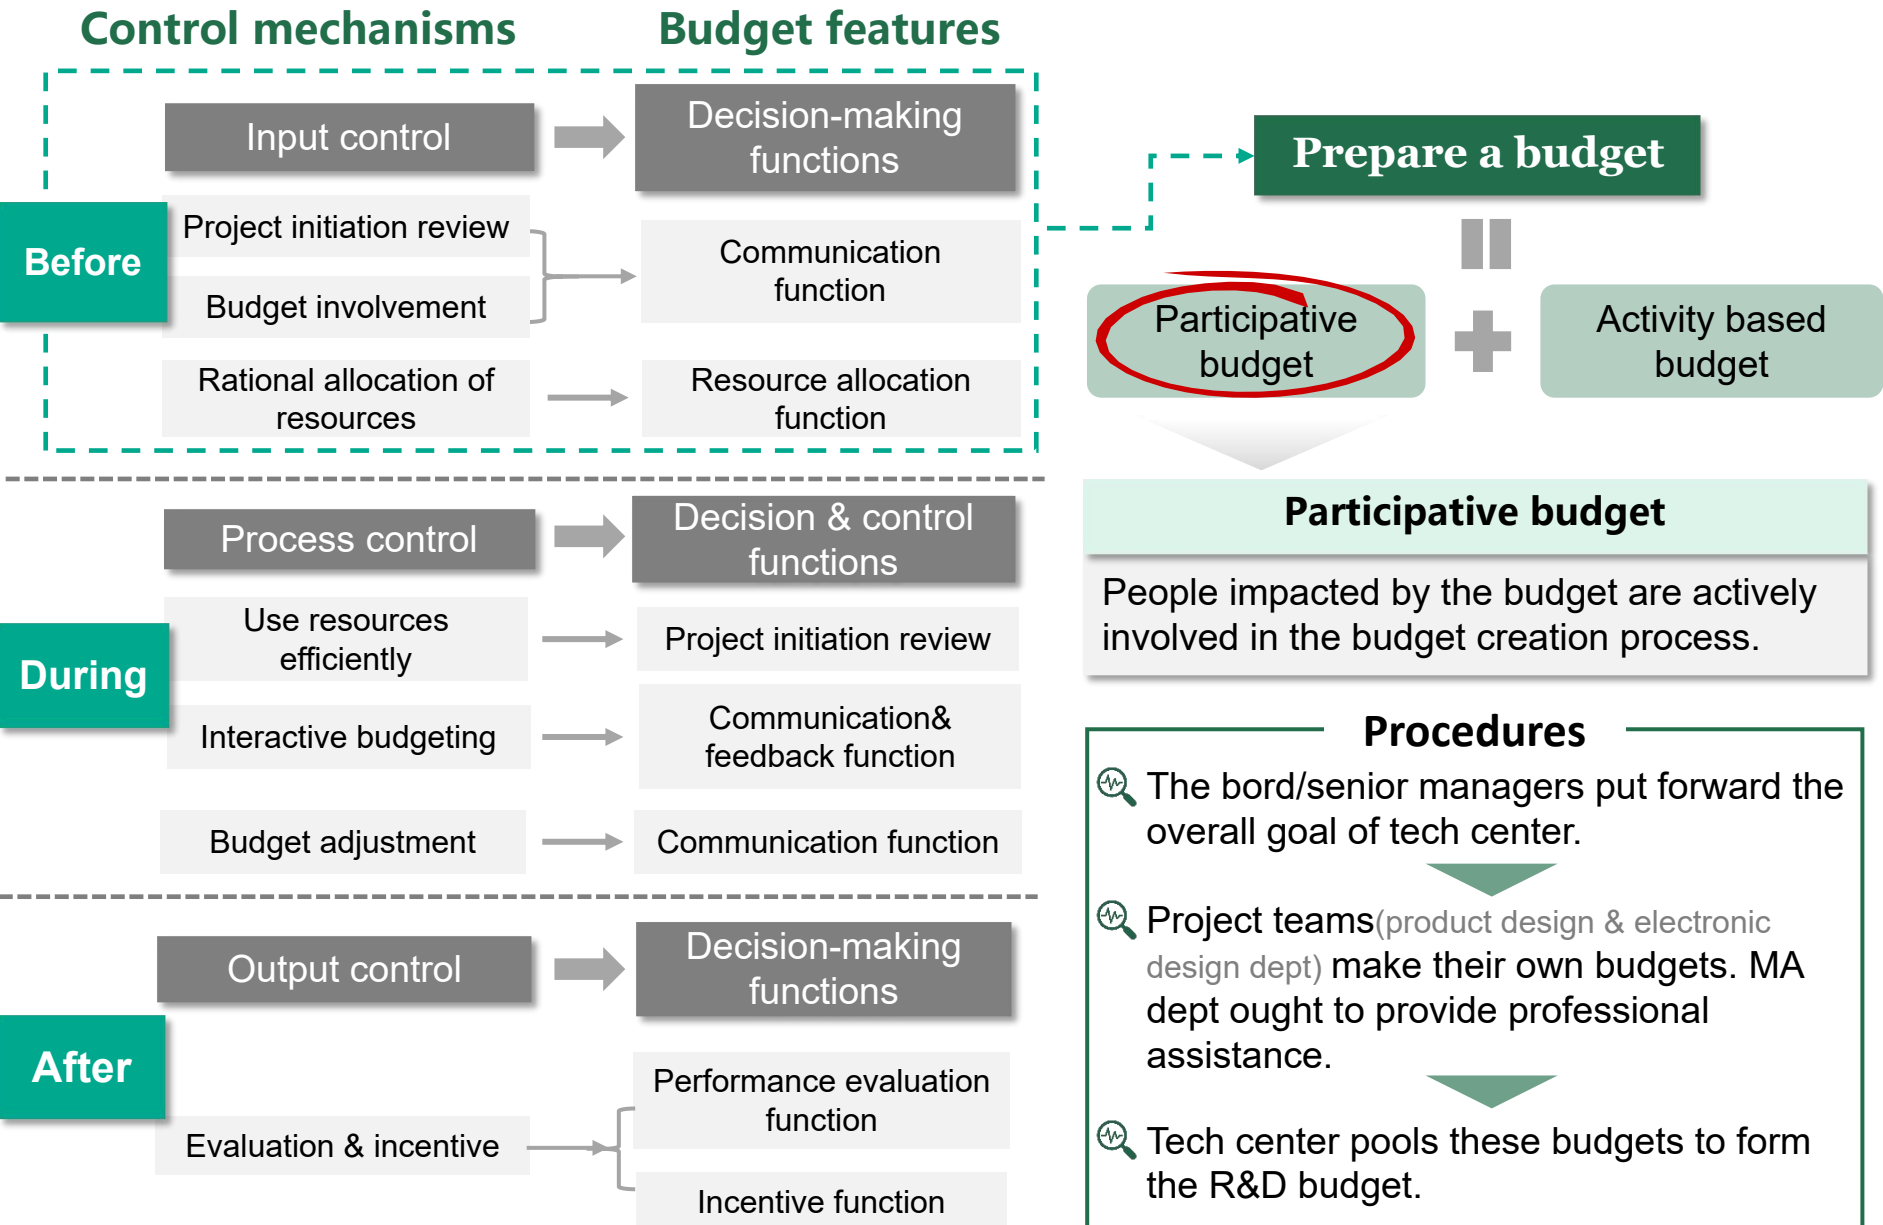 Control mechanisms
Budget features
Before
Input control
Decision-making
functions
Project initiation review
Budget involvement
Communication
function
Rational allocation of
resources
Resource allocation
function
During
Process control
Decision & control
functions
Use resources
efficiently
Project initiation review
Interactive budgeting
Communication&
feedback function
Budget adjustment
Communication function
After
Output control
Decision-making
functions
Evaluation & incentive
Performance evaluation
function
Incentive function
Prepare a budget
Participative
budget
Activity based
budget
Participative budget
People impacted by the budget are actively
involved in the budget creation process.
Procedures
The bord/senior managers put forward the
overall goal of tech center.
Project teams(product design & electronic
design dept) make their own budgets. MA
dept ought to provide professional
assistance.
Tech center pools these budgets to form
the R&D budget.